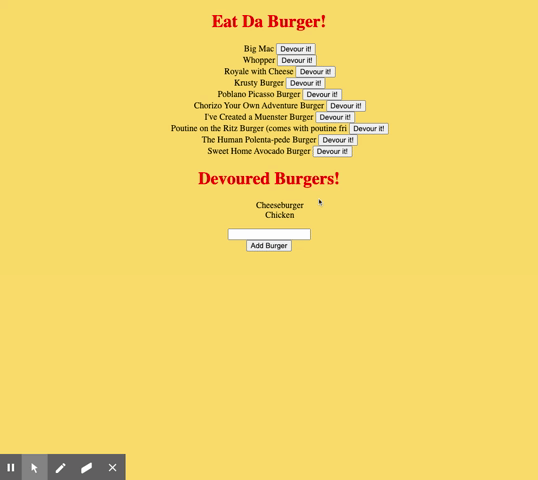 Eat Da Burger!
Big Mac Devour it!
Whopper Devour it!
Royale with Cheese Devour it!
Krusty Burger Devour it!
Poblano Picasso Burger Devour it!
Chorizo Your Own Adventure Burger Devour it!
I've Created a Muenster Burger Devour it!
Poutine on the Ritz Burger (comes with poutine fri Devour it!
The Human Polenta-pede Burger Devour it!
Sweet Home Avocado Burger Devour it!
Devoured Burgers!
Cheeseburger
Chicken
Add Burger